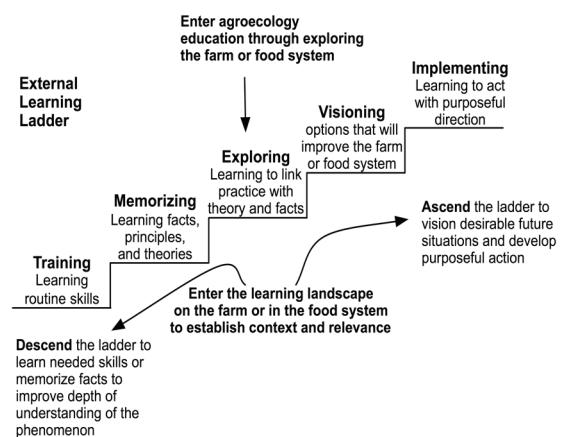 Enter agroecology
education through exploring
the farm or food system
External
Learning
Ladder
Implementing
Learning to act
with purposeful
direction
Visioning
options that will
improve the farm
or food system
Exploring
Learning to link
practice with
theory and facts
Memorizing
Learning facts,
principles,
and theories
Training
Learning
routine skills
Ascend the ladder to
vision desirable future
situations and develop
purposeful action
Enter the learning landscape
on the farm or in the food system
to establish context and relevance
Descend the ladder to
learn needed skills or
memorize facts to
improve depth of
understanding of the
phenomenon